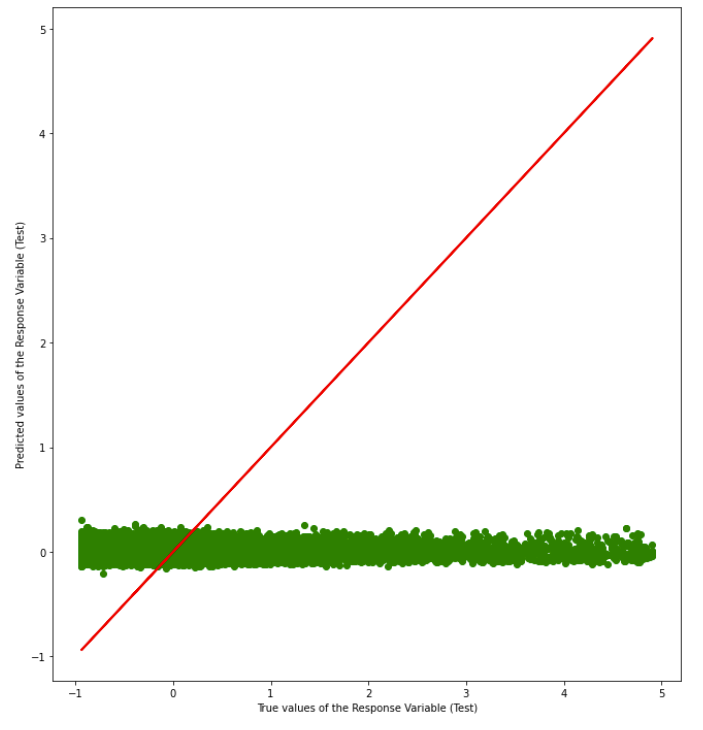 5
4
3
2
1
0
−1
Predicted values of the Response Variable (Test)
−1 0 1 2 3 4 5
True values of the Response Variable (Test)